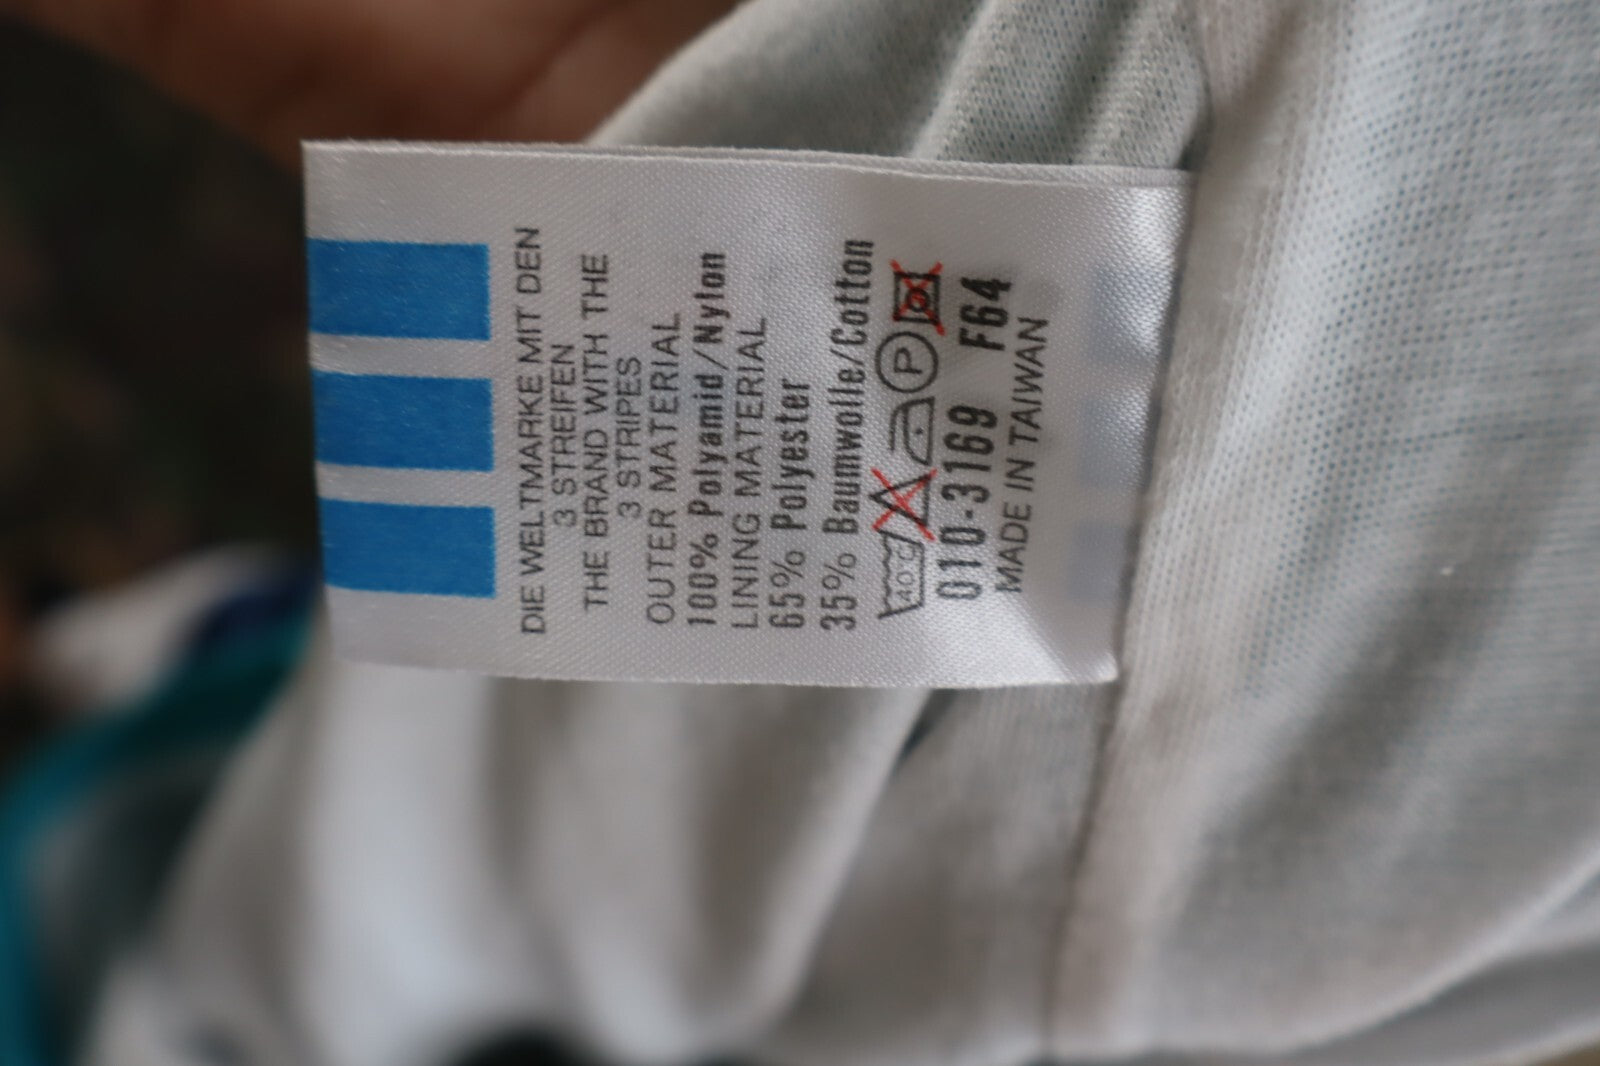 DIE WELTMARKE MIT DEN
3 STREIFEN
THE BRAND WITH THE
3 STRIPES
OUTER MATERIAL
100% Polyamid/Nylon
LINING MATERIAL
65% Polyester
35% Baumwolle/Cotton
40°C P
010-3169 F64
MADE IN TAIWAN